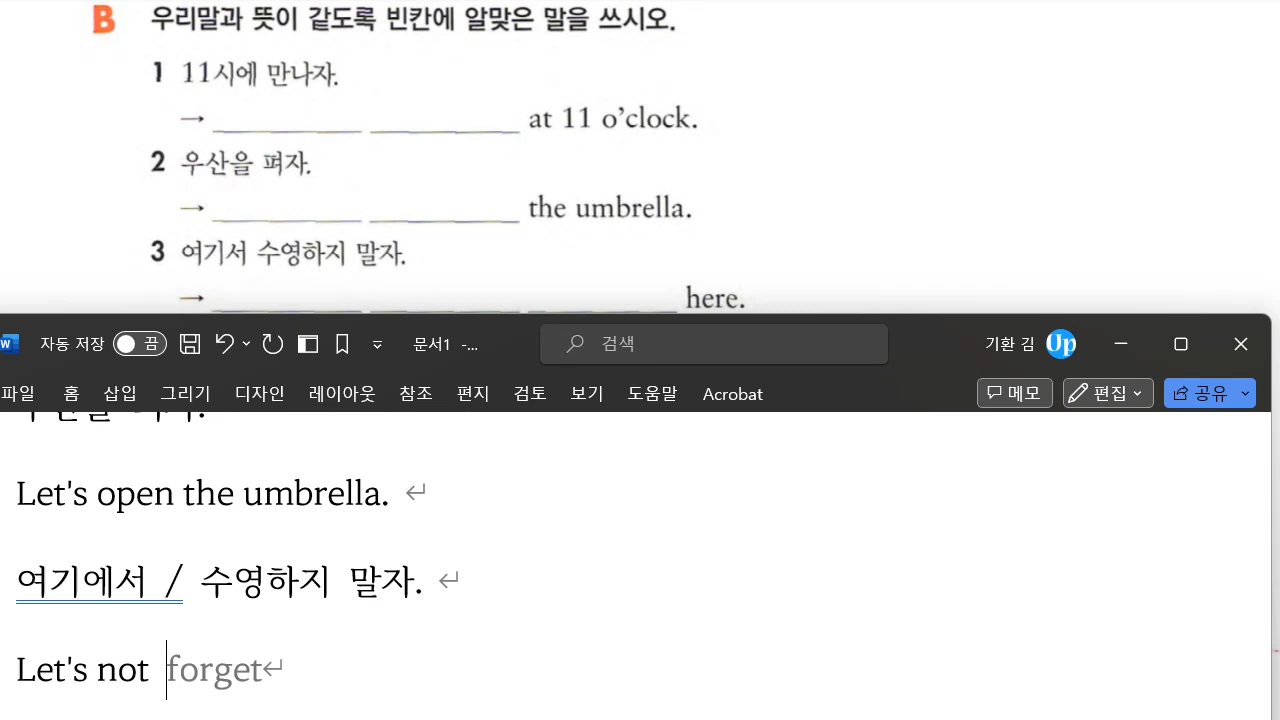 B 우리말과 뜻이 같도록 빈칸에 알맞은 말을 쓰시오.
1 11시에 만나자.
→ ________ ________ at 11 o'clock.
2 우산을 펴자.
→ ________ ________ the umbrella.
3 여기서 수영하지 말자.
→ ________ ________ ________ here.
W 자동 저장 끔 문서1 -... 검색 기환 김 Up
파일 홈 삽입 그리기 디자인 레이아웃 참조 편지 검토 보기 도움말 Acrobat 메모 편집 공유
Let's open the umbrella.
여기에서 / 수영하지 말자.
Let's not forget